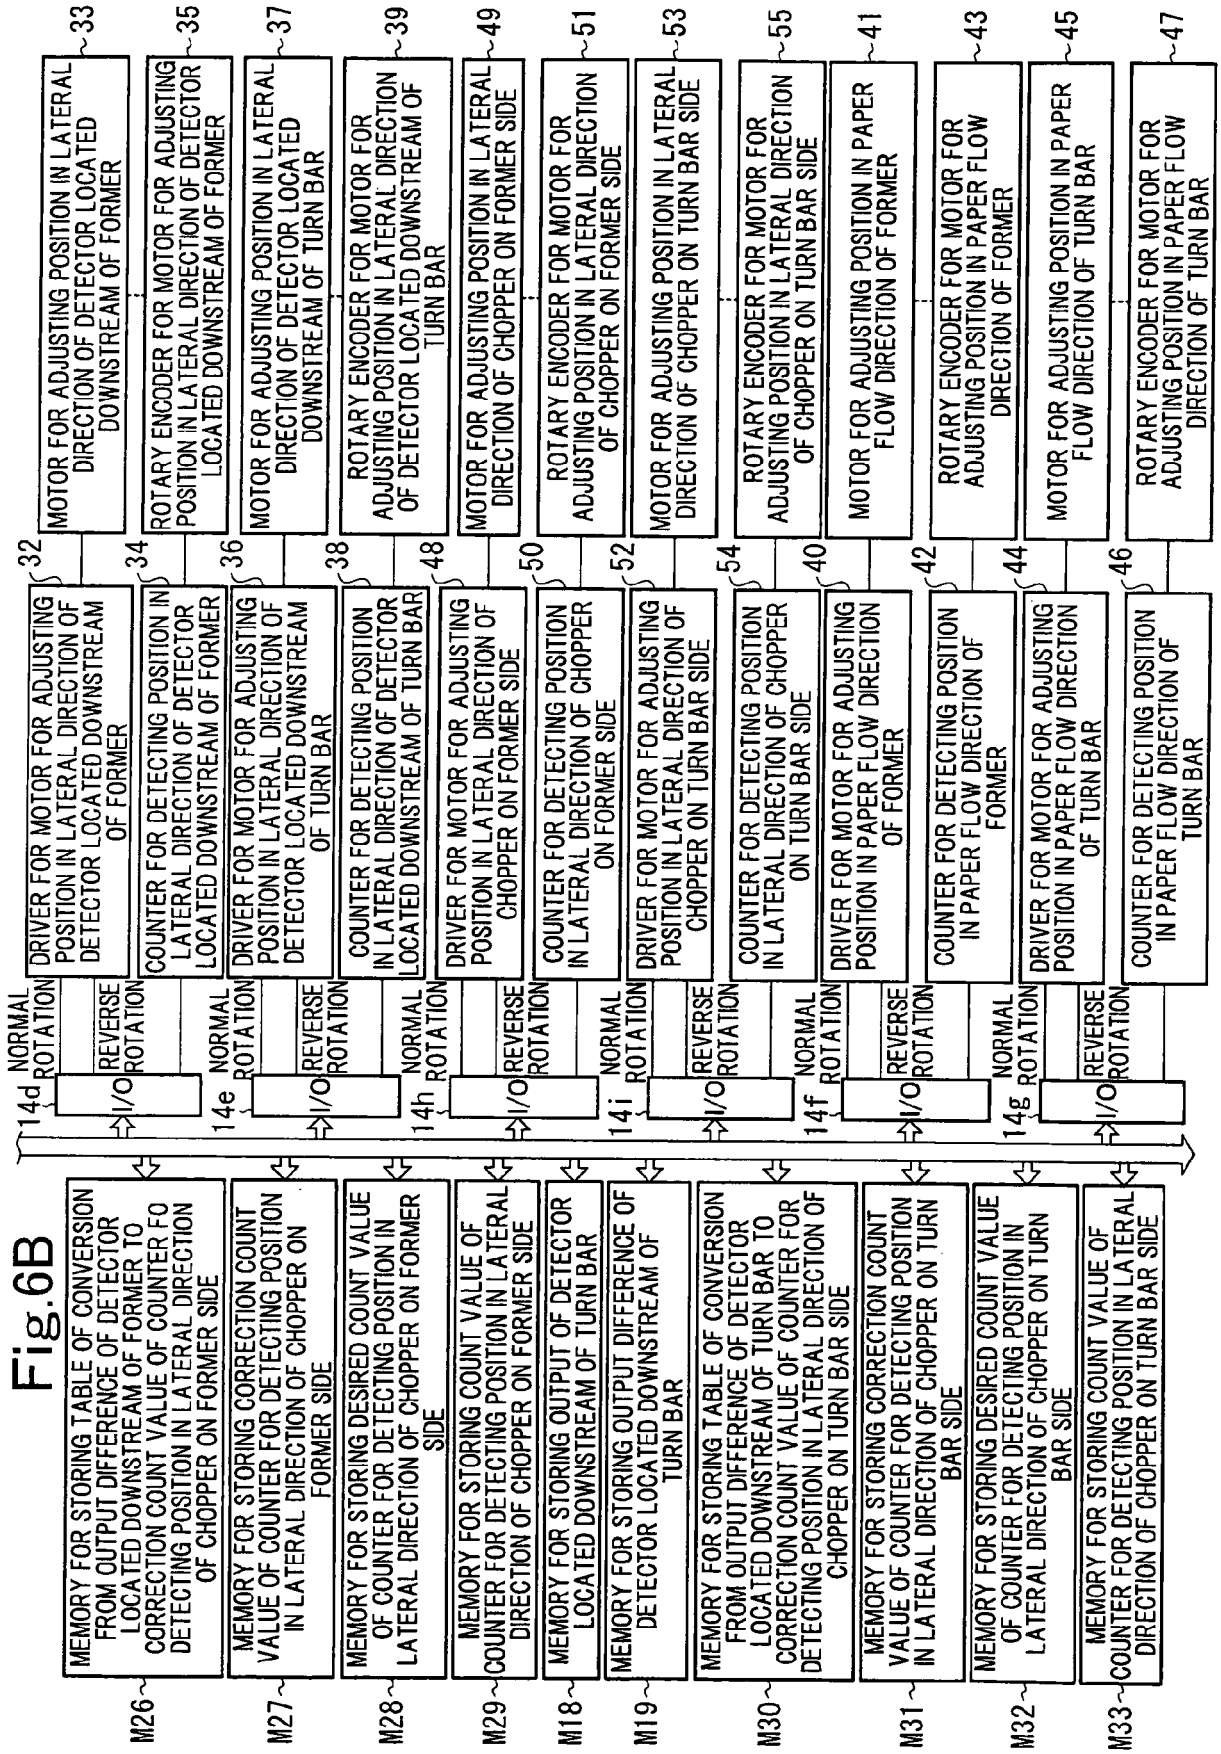 Fig.6B
MEMORY FOR STORING TABLE OF CONVERSION
FROM OUTPUT DIFFERENCE OF DETECTOR
LOCATED DOWNSTREAM OF FORMER TO
CORRECTION COUNT VALUE OF COUNTER FO
DETECTING POSITION IN LATERAL DIRECTION
OF CHOPPER ON FORMER SIDE
M26
MEMORY FOR STORING CORRECTION COUNT
VALUE OF COUNTER FOR DETECTING POSITION
IN LATERAL DIRECTION OF CHOPPER ON
FORMER SIDE
M27
MEMORY FOR STORING DESIRED COUNT VALUE
OF COUNTER FOR DETECTING POSITION IN
LATERAL DIRECTION OF CHOPPER ON FORMER
SIDE
M28
MEMORY FOR STORING COUNT VALUE OF
COUNTER FOR DETECTING POSITION IN LATERAL
DIRECTION OF CHOPPER ON FORMER SIDE
M29
MEMORY FOR STORING OUTPUT OF DETECTOR
LOCATED DOWNSTREAM OF TURN BAR
M18
MEMORY FOR STORING OUTPUT DIFFERENCE OF
DETECTOR LOCATED DOWNSTREAM OF
TURN BAR
M19
MEMORY FOR STORING TABLE OF CONVERSION
FROM OUTPUT DIFFERENCE OF DETECTOR
LOCATED DOWNSTREAM OF TURN BAR TO
CORRECTION COUNT VALUE OF COUNTER FOR
DETECTING POSITION IN LATERAL DIRECTION OF
CHOPPER ON TURN BAR SIDE
M30
MEMORY FOR STORING CORRECTION COUNT
VALUE OF COUNTER FOR DETECTING POSITION
IN LATERAL DIRECTION OF CHOPPER ON TURN
BAR SIDE
M31
MEMORY FOR STORING DESIRED COUNT VALUE
OF COUNTER FOR DETECTING POSITION IN
LATERAL DIRECTION OF CHOPPER ON TURN
BAR SIDE
M32
MEMORY FOR STORING COUNT VALUE OF
COUNTER FOR DETECTING POSITION IN LATERAL
DIRECTION OF CHOPPER ON TURN BAR SIDE
M33
14d
I/O
NORMAL
ROTATION
REVERSE
ROTATION
14e
I/O
NORMAL
ROTATION
REVERSE
ROTATION
14h
I/O
NORMAL
ROTATION
REVERSE
ROTATION
14i
I/O
NORMAL
ROTATION
REVERSE
ROTATION
14f
I/O
NORMAL
ROTATION
REVERSE
ROTATION
14g
I/O
NORMAL
ROTATION
REVERSE
ROTATION
32
DRIVER FOR MOTOR FOR ADJUSTING
POSITION IN LATERAL DIRECTION OF
DETECTOR LOCATED DOWNSTREAM
OF FORMER
34
COUNTER FOR DETECTING POSITION IN
LATERAL DIRECTION OF DETECTOR
LOCATED DOWNSTREAM OF FORMER
36
DRIVER FOR MOTOR FOR ADJUSTING
POSITION IN LATERAL DIRECTION OF
DETECTOR LOCATED DOWNSTREAM
OF TURN BAR
38
COUNTER FOR DETECTING POSITION
IN LATERAL DIRECTION OF DETECTOR
LOCATED DOWNSTREAM OF TURN BAR
48
DRIVER FOR MOTOR FOR ADJUSTING
POSITION IN LATERAL DIRECTION OF
CHOPPER ON FORMER SIDE
50
COUNTER FOR DETECTING POSITION
IN LATERAL DIRECTION OF CHOPPER
ON FORMER SIDE
52
DRIVER FOR MOTOR FOR ADJUSTING
POSITION IN LATERAL DIRECTION OF
CHOPPER ON TURN BAR SIDE
54
COUNTER FOR DETECTING POSITION
IN LATERAL DIRECTION OF CHOPPER
ON TURN BAR SIDE
40
DRIVER FOR MOTOR FOR ADJUSTING
POSITION IN PAPER FLOW DIRECTION
OF FORMER
42
COUNTER FOR DETECTING POSITION
IN PAPER FLOW DIRECTION OF
FORMER
44
DRIVER FOR MOTOR FOR ADJUSTING
POSITION IN PAPER FLOW DIRECTION
OF TURN BAR
46
COUNTER FOR DETECTING POSITION
IN PAPER FLOW DIRECTION OF
TURN BAR
MOTOR FOR ADJUSTING POSITION IN LATERAL
DIRECTION OF DETECTOR LOCATED
DOWNSTREAM OF FORMER
33
ROTARY ENCODER FOR MOTOR FOR ADJUSTING
POSITION IN LATERAL DIRECTION OF DETECTOR
LOCATED DOWNSTREAM OF FORMER
35
MOTOR FOR ADJUSTING POSITION IN LATERAL
DIRECTION OF DETECTOR LOCATED
DOWNSTREAM OF TURN BAR
37
ROTARY ENCODER FOR MOTOR FOR
ADJUSTING POSITION IN LATERAL DIRECTION
OF DETECTOR LOCATED DOWNSTREAM OF
TURN BAR
39
MOTOR FOR ADJUSTING POSITION IN LATERAL
DIRECTION OF CHOPPER ON FORMER SIDE
49
ROTARY ENCODER FOR MOTOR FOR
ADJUSTING POSITION IN LATERAL DIRECTION
OF CHOPPER ON FORMER SIDE
51
MOTOR FOR ADJUSTING POSITION IN LATERAL
DIRECTION OF CHOPPER ON TURN BAR SIDE
53
ROTARY ENCODER FOR MOTOR FOR
ADJUSTING POSITION IN LATERAL DIRECTION
OF CHOPPER ON TURN BAR SIDE
55
MOTOR FOR ADJUSTING POSITION IN PAPER
FLOW DIRECTION OF FORMER
41
ROTARY ENCODER FOR MOTOR FOR
ADJUSTING POSITION IN PAPER FLOW
DIRECTION OF FORMER
43
MOTOR FOR ADJUSTING POSITION IN PAPER
FLOW DIRECTION OF TURN BAR
45
ROTARY ENCODER FOR MOTOR FOR
ADJUSTING POSITION IN PAPER FLOW
DIRECTION OF TURN BAR
47